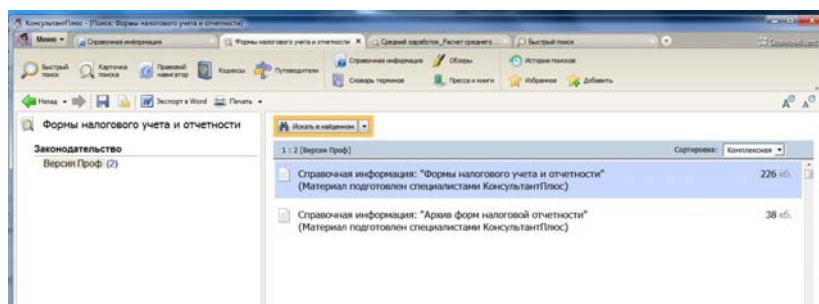 КонсультантПлюс - [Поиск: Формы налогового учета и отчетности]
Меню
Справочная информация
Формы налогового учета и отчетности
Средний заработок_Расчет среднего ...
Быстрый поиск
Быстрый поиск
Карточка поиска
Правовой навигатор
Кодексы
Путеводители
Справочная информация
Словарь терминов
Обзоры
Пресса и книги
История поисков
Избранное
Добавить
Назад
Экспорт в Word
Печать
Формы налогового учета и отчетности
Законодательство
Версия Проф (2)
Искать в найденном
1 : 2 [Версия Проф]
Сортировка: Комплексная
Справочная информация: "Формы налогового учета и отчетности"
(Материал подготовлен специалистами КонсультантПлюс)
226 кб.
Справочная информация: "Архив форм налоговой отчетности"
(Материал подготовлен специалистами КонсультантПлюс)
38 кб.